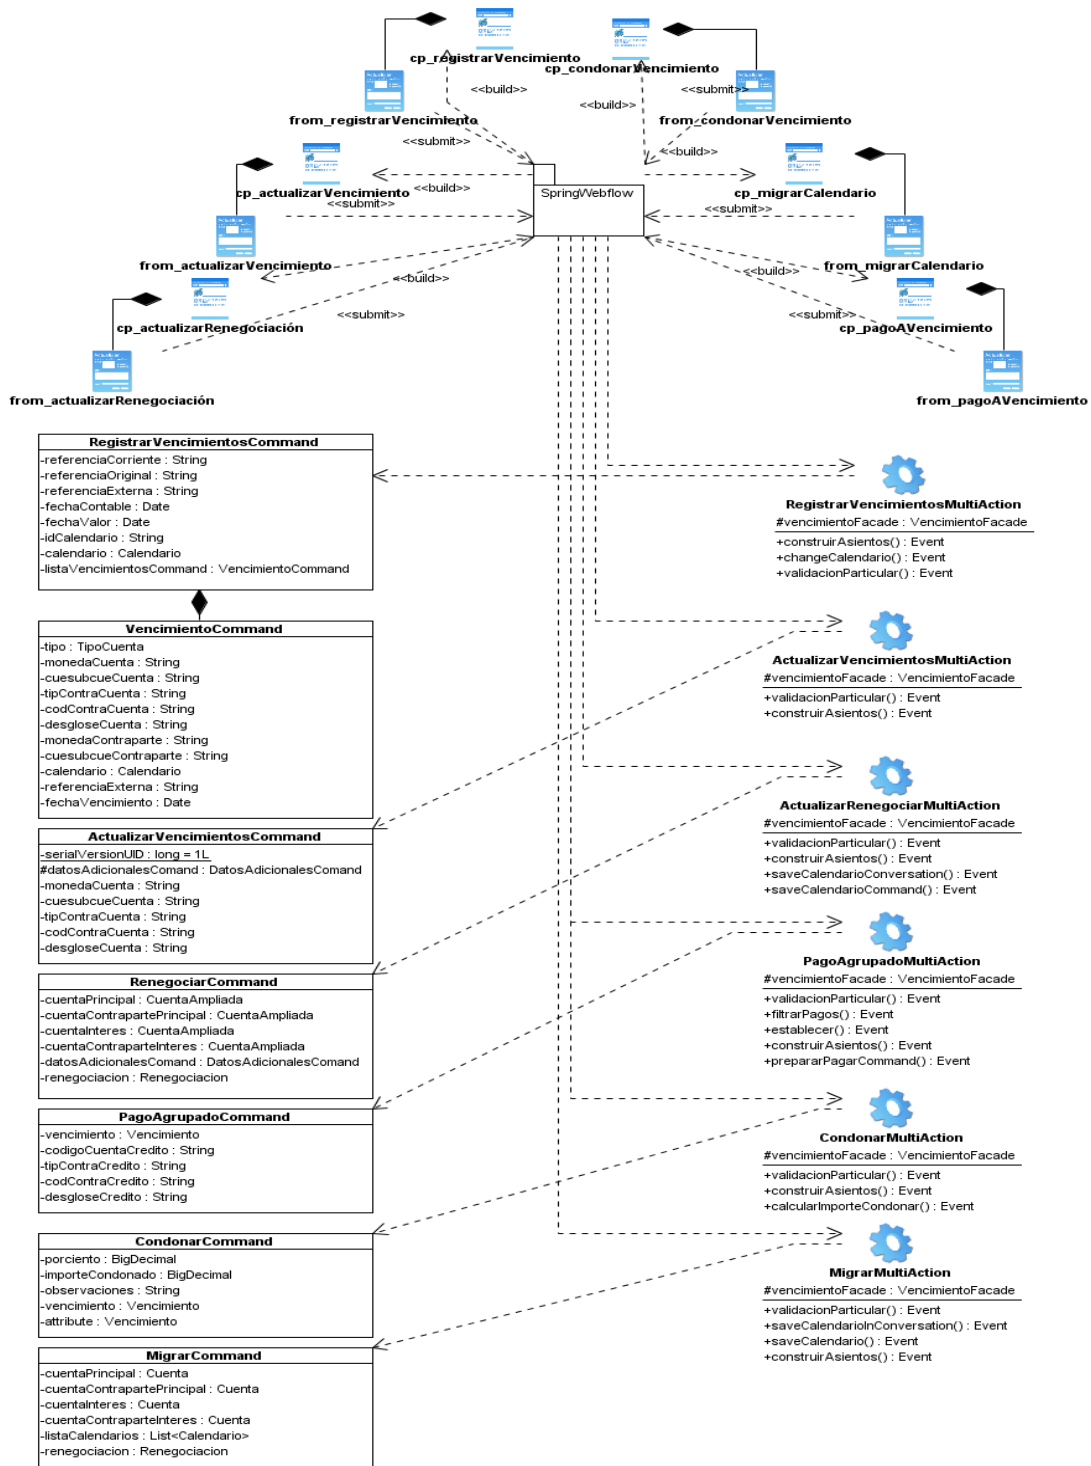 cp_registrarVencimiento
cp_condonarVencimiento
<<build>>
<<submit>>
<<build>>
from_registrarVencimiento
from_condonarVencimiento
<<submit>>
<<build>>
cp_actualizarVencimiento
<<build>>
cp_migrarCalendario
SpringWebflow
<<submit>>
<<submit>>
from_actualizarVencimiento
from_migrarCalendario
<<build>>
<<build>>
cp_actualizarRenegociación
<<submit>>
<<submit>>
cp_pagoAVencimiento
from_actualizarRenegociación
from_pagoAVencimiento
RegistrarVencimientosCommand
-referenciaCorriente : String
-referenciaOriginal : String
-referenciaExterna : String
-fechaContable : Date
-fechaValor : Date
-idCalendario : String
-calendario : Calendario
-listaVencimientosCommand : VencimientoCommand
RegistrarVencimientosMultiAction
#vencimientoFacade : VencimientoFacade
+construirAsientos() : Event
+changeCalendario() : Event
+validacionParticular() : Event
VencimientoCommand
-tipo : TipoCuenta
-monedaCuenta : String
-cuesubcueCuenta : String
-tipContraCuenta : String
-codContraCuenta : String
-desgloseCuenta : String
-monedaContraparte : String
-cuesubcueContraparte : String
-calendario : Calendario
-referenciaExterna : String
-fechaVencimiento : Date
ActualizarVencimientosMultiAction
#vencimientoFacade : VencimientoFacade
+validacionParticular() : Event
+construirAsientos() : Event
ActualizarVencimientosCommand
-serialVersionUID : long = 1L
#datosAdicionalesComand : DatosAdicionalesComand
-monedaCuenta : String
-cuesubcueCuenta : String
-tipContraCuenta : String
-codContraCuenta : String
-desgloseCuenta : String
ActualizarRenegociarMultiAction
#vencimientoFacade : VencimientoFacade
+validacionParticular() : Event
+construirAsientos() : Event
+saveCalendarioConversation() : Event
+saveCalendarioCommand() : Event
RenegociarCommand
-cuentaPrincipal : CuentaAmpliada
-cuentaContrapartePrincipal : CuentaAmpliada
-cuentaInteres : CuentaAmpliada
-cuentaContraparteInteres : CuentaAmpliada
-datosAdicionalesComand : DatosAdicionalesComand
-renegociacion : Renegociacion
PagoAgrupadoMultiAction
#vencimientoFacade : VencimientoFacade
+validacionParticular() : Event
+filtrarPagos() : Event
+establecer() : Event
+construirAsientos() : Event
+prepararPagarCommand() : Event
PagoAgrupadoCommand
-vencimiento : Vencimiento
-codigoCuentaCredito : String
-tipContraCredito : String
-codContraCredito : String
-desgloseCredito : String
CondonarMultiAction
#vencimientoFacade : VencimientoFacade
+validacionParticular() : Event
+construirAsientos() : Event
+calcularImporteCondonar() : Event
CondonarCommand
-porciento : BigDecimal
-importeCondonado : BigDecimal
-observaciones : String
-vencimiento : Vencimiento
-attribute : Vencimiento
MigrarMultiAction
#vencimientoFacade : VencimientoFacade
+validacionParticular() : Event
+saveCalendarioInConversation() : Event
+saveCalendario() : Event
+construirAsientos() : Event
MigrarCommand
-cuentaPrincipal : Cuenta
-cuentaContrapartePrincipal : Cuenta
-cuentaInteres : Cuenta
-cuentaContraparteInteres : Cuenta
-listaCalendarios : List<Calendario>
-renegociacion : Renegociacion